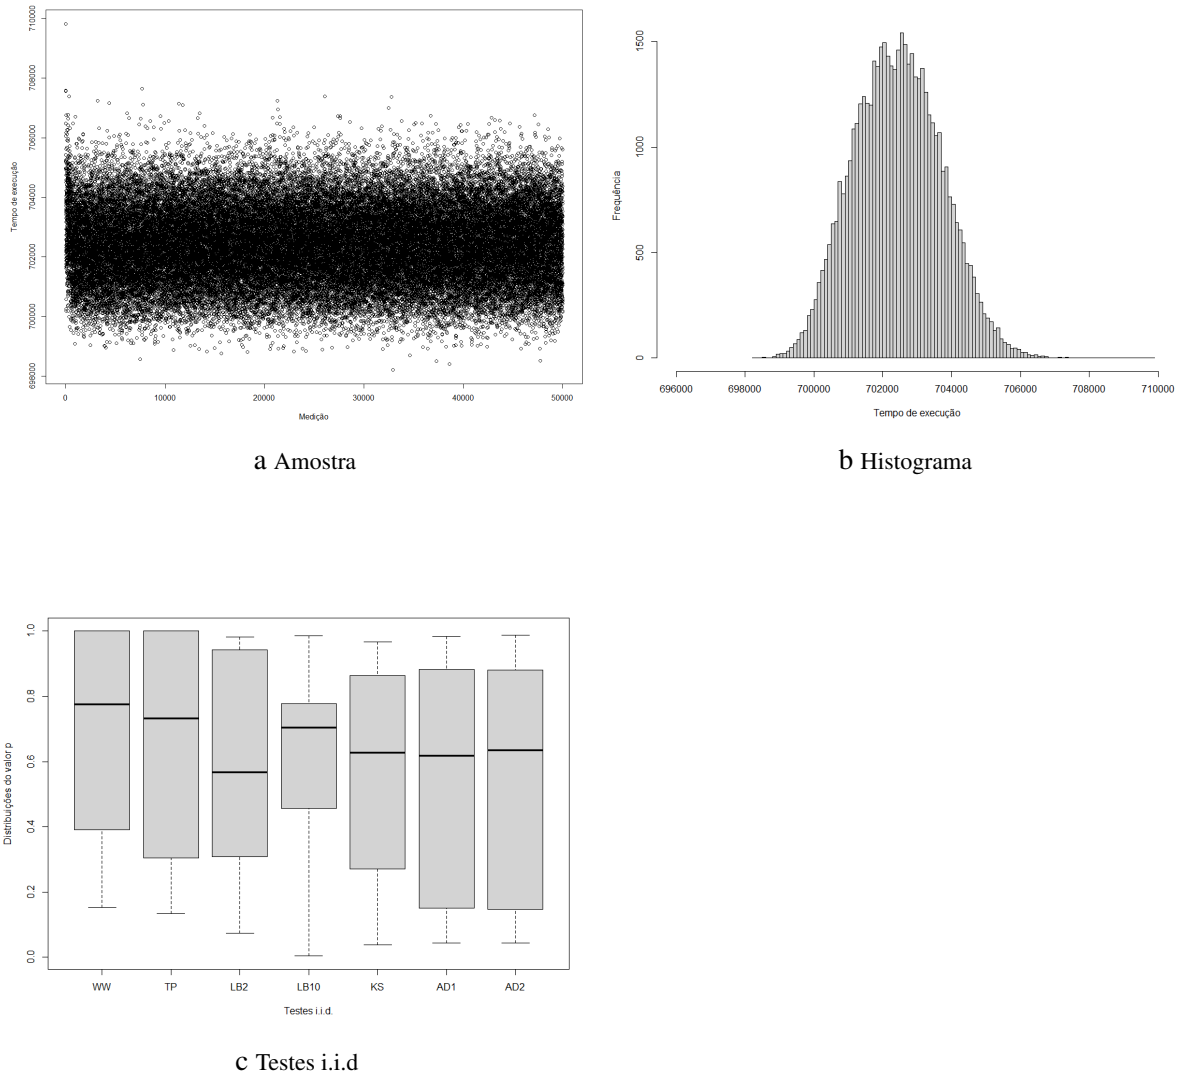 710000
708000
706000
704000
702000
700000
698000
Tempo de execução
0 10000 20000 30000 40000 50000
Medição
a Amostra
1500
1000
500
0
Frequência
696000 698000 700000 702000 704000 706000 708000 710000
Tempo de execução
b Histograma
1.0
0.8
0.6
0.4
0.2
0.0
Distribuições do valor p
WW TP LB2 LB10 KS AD1 AD2
Testes i.i.d.
c Testes i.i.d